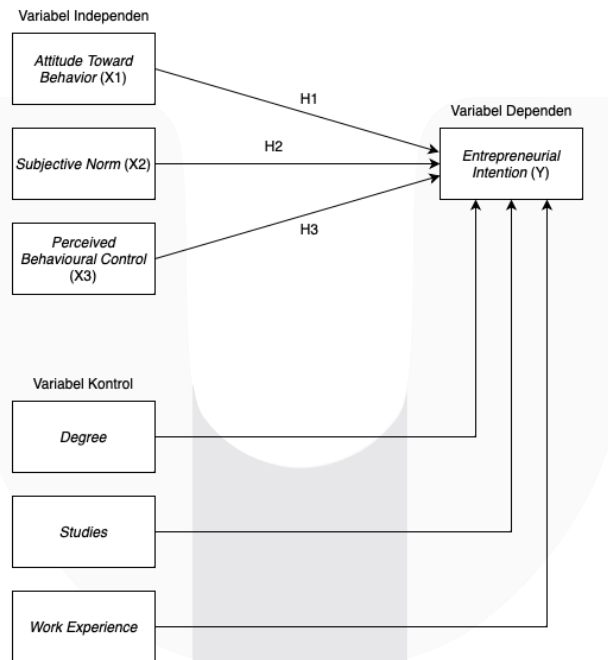 Variabel Independen
Attitude Toward
Behavior (X1)
H1
Variabel Dependen
Subjective Norm (X2)
H2
Entrepreneurial
Intention (Y)
Perceived
Behavioural Control
(X3)
H3
Variabel Kontrol
Degree
Studies
Work Experience